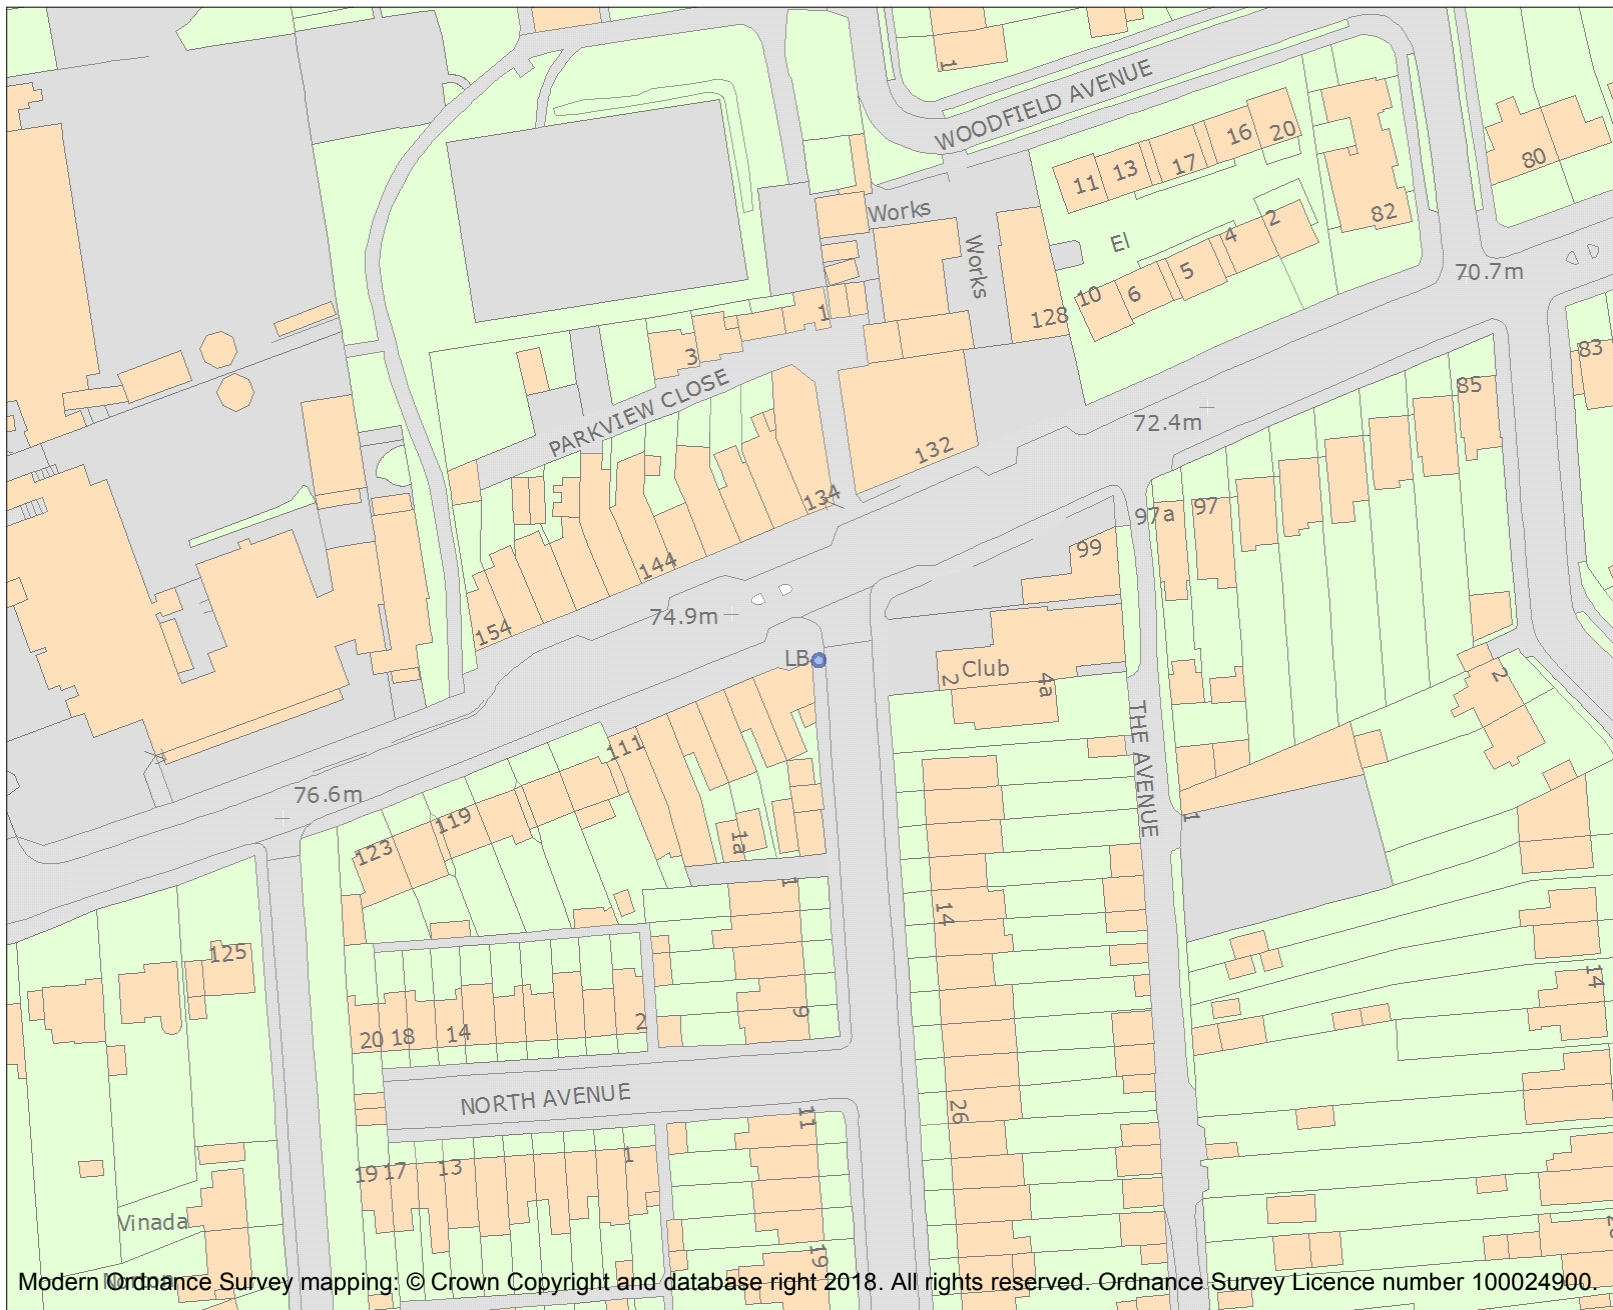 1
WOODFIELD AVENUE
11
13
17
16
20
80
82
Works
Works
El
10
6
5
4
2
70.7m
1
128
3
PARKVIEW CLOSE
83
85
72.4m
132
134
97a
97
99
144
154
74.9m
LB
Club
2
4a
2
THE AVENUE
111
76.6m
119
123
1a
1
1
14
125
14
20 18
14
2
9
NORTH AVENUE
26
11
19 17
13
1
Vinada
19
Modern Ordnance Survey mapping: © Crown Copyright and database right 2018. All rights reserved. Ordnance Survey Licence number 100024900.